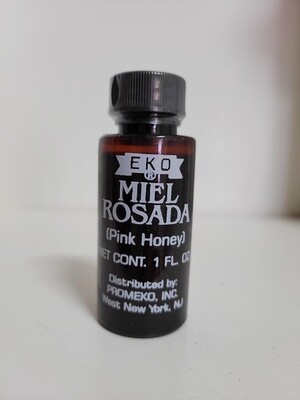 EKO
®
MIEL
ROSADA
(Pink Honey)
NET CONT. 1 FL. OZ.
Distributed by:
PROMEKO, INC.
West New York, NJ